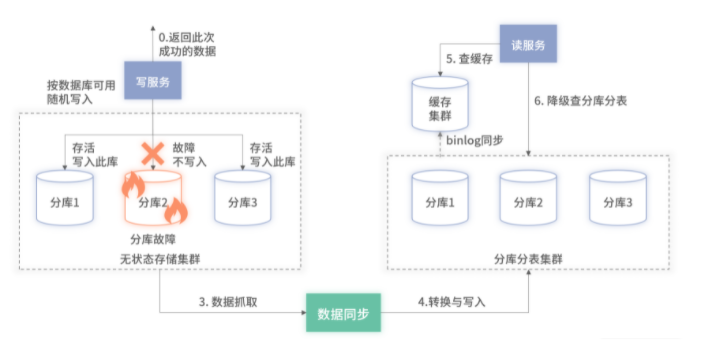 0.返回此次
成功的数据
写服务
按数据库可用
随机写入
存活
写入此库
故障
不写入
存活
写入此库
分库1
分库2
分库3
分库故障
无状态存储集群
3. 数据抓取
数据同步
4.转换与写入
读服务
5. 查缓存
缓存
集群
6. 降级查分库分表
binlog同步
分库1
分库2
分库3
分库分表集群